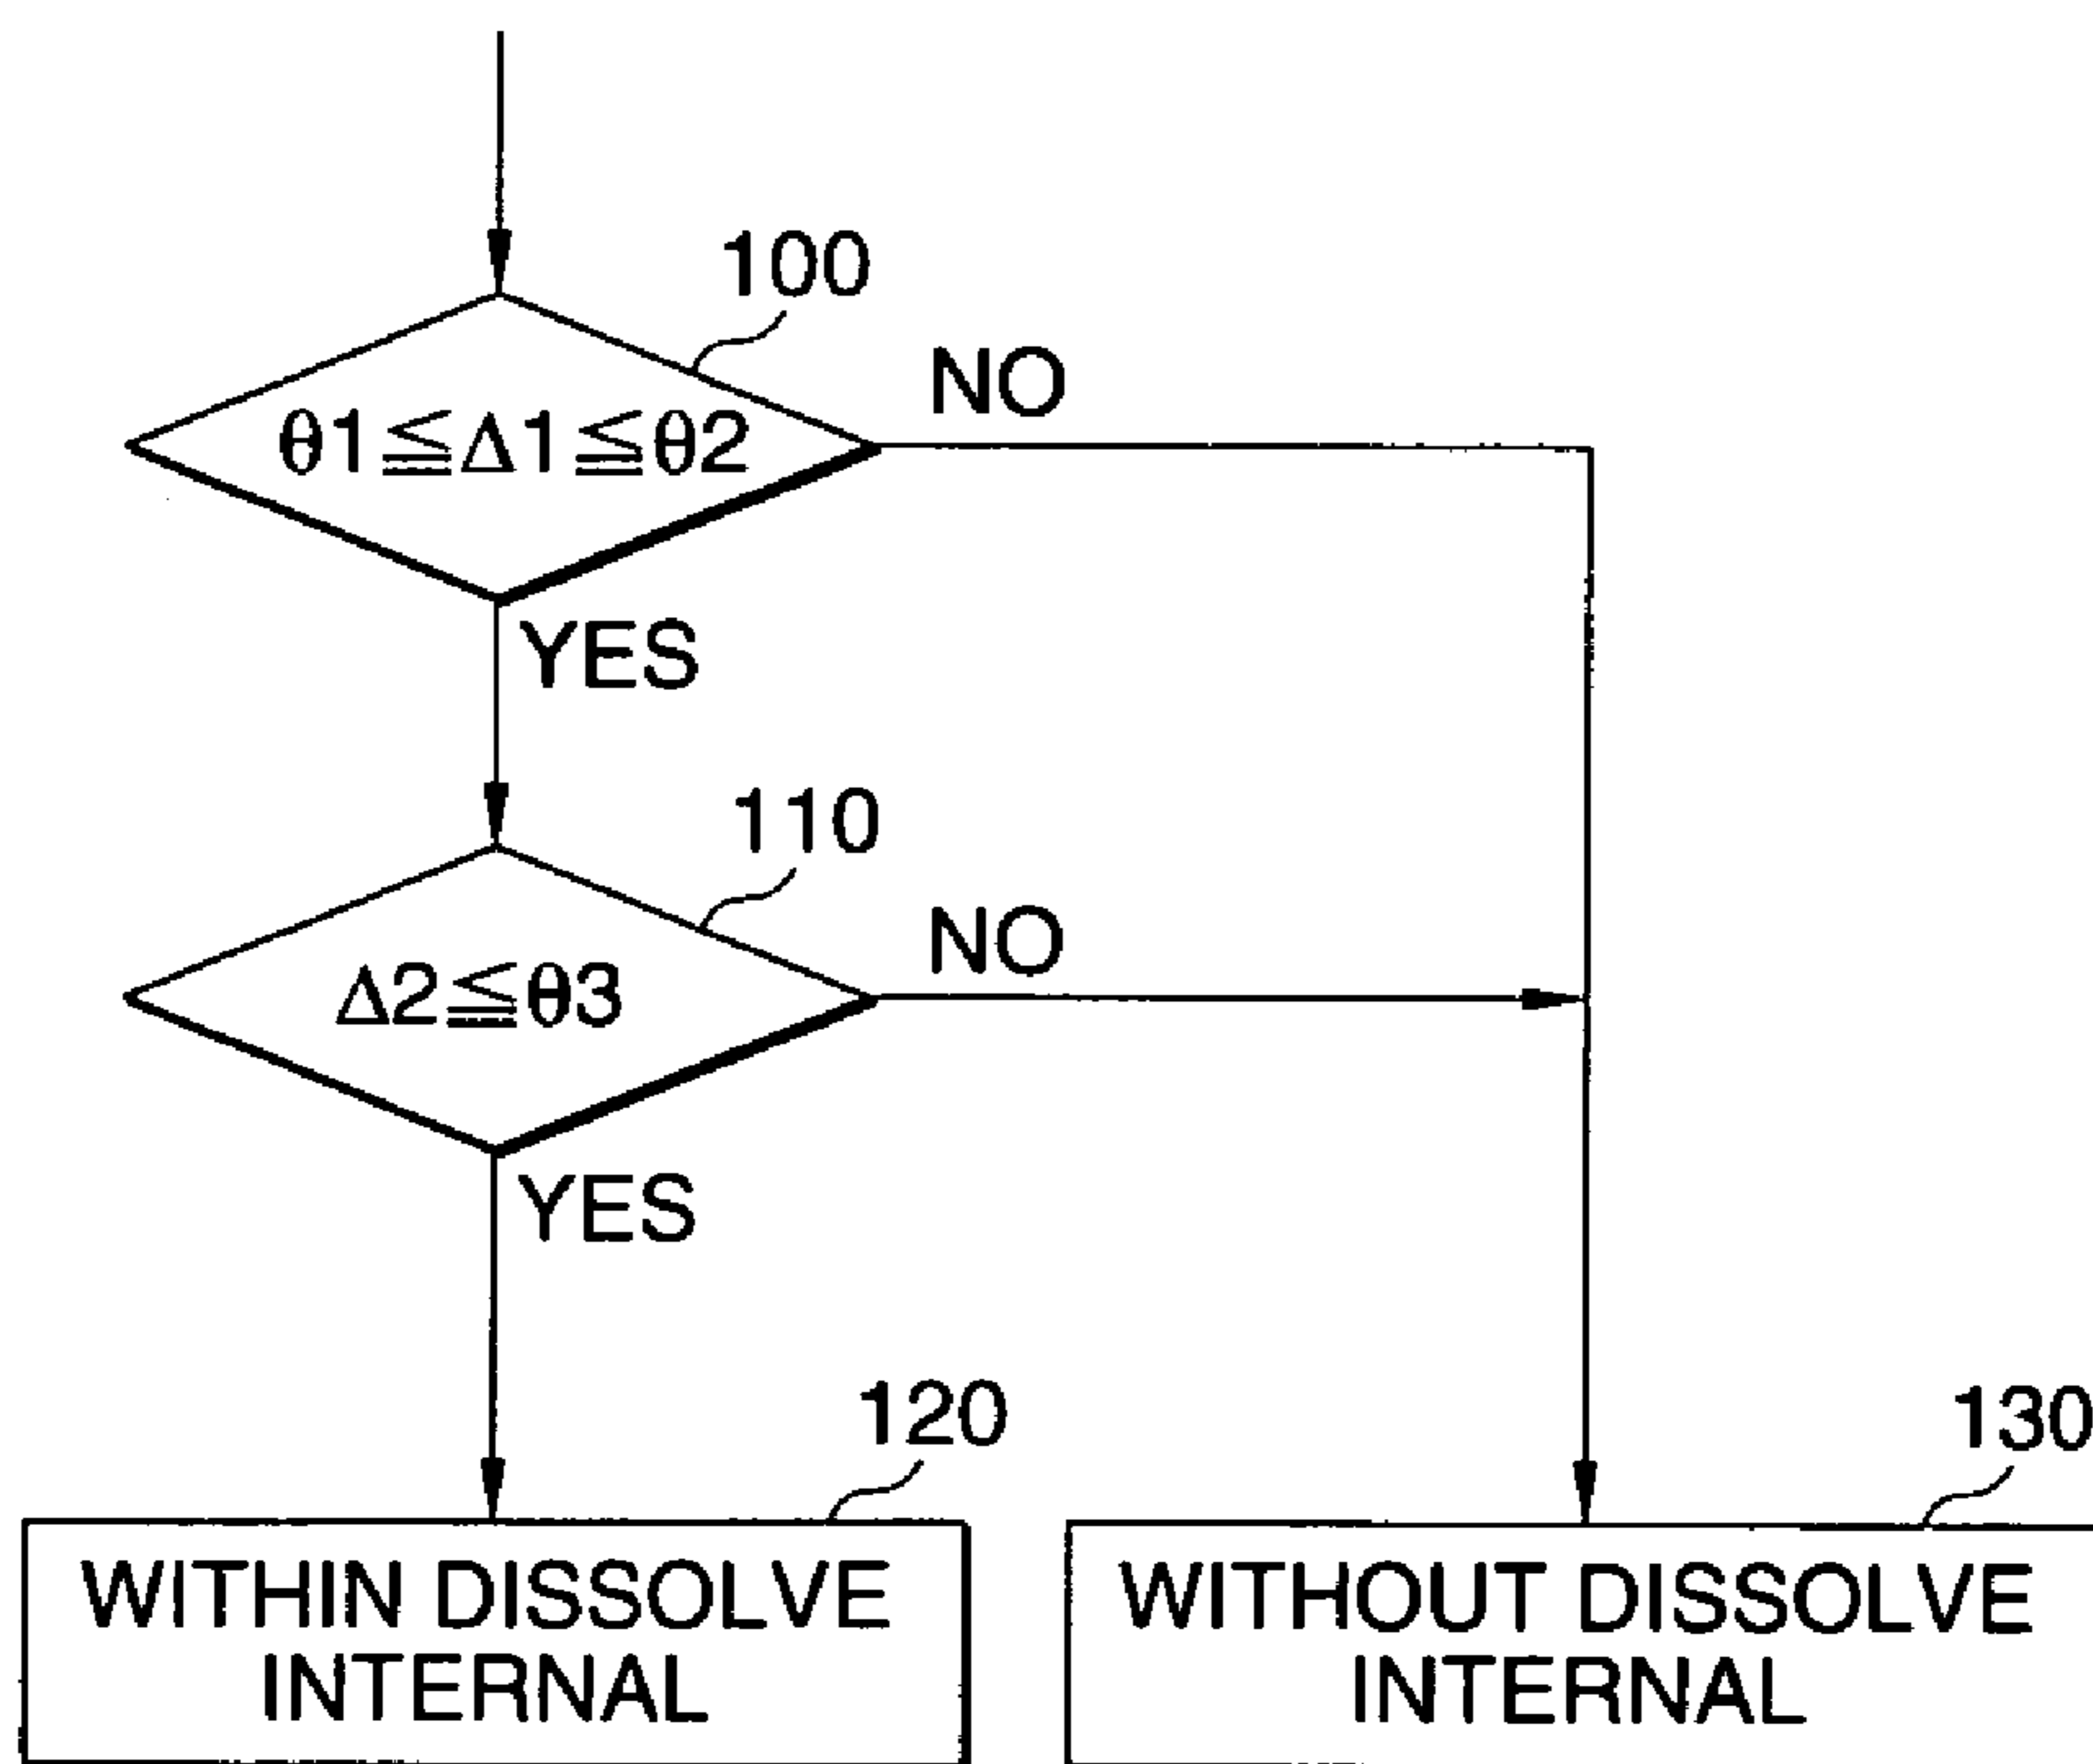 100
NO
θ1≦Δ1≦θ2
YES
110
NO
Δ2≦θ3
YES
120
130
WITHIN DISSOLVE
INTERNAL
WITHOUT DISSOLVE
INTERNAL